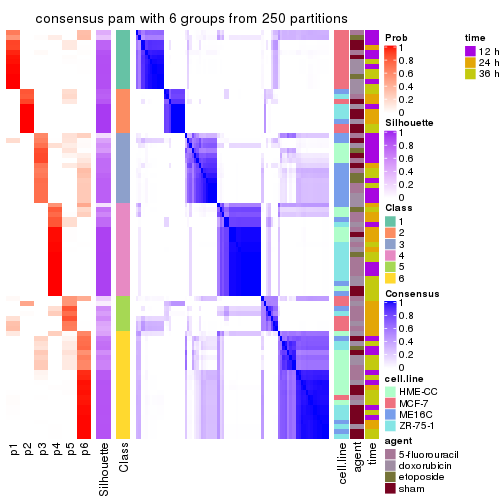 consensus pam with 6 groups from 250 partitions
p1
p2
p3
p4
p5
p6
Silhouette
Class
cell.line
agent
time
Prob
1
0.8
0.6
0.4
0.2
0
Silhouette
1
0.8
0.6
0.4
0.2
0
Class
1
2
3
4
5
6
Consensus
1
0.8
0.6
0.4
0.2
0
cell.line
HME-CC
MCF-7
ME16C
ZR-75-1
agent
5-fluorouracil
doxorubicin
etoposide
sham
time
12 h
24 h
36 h